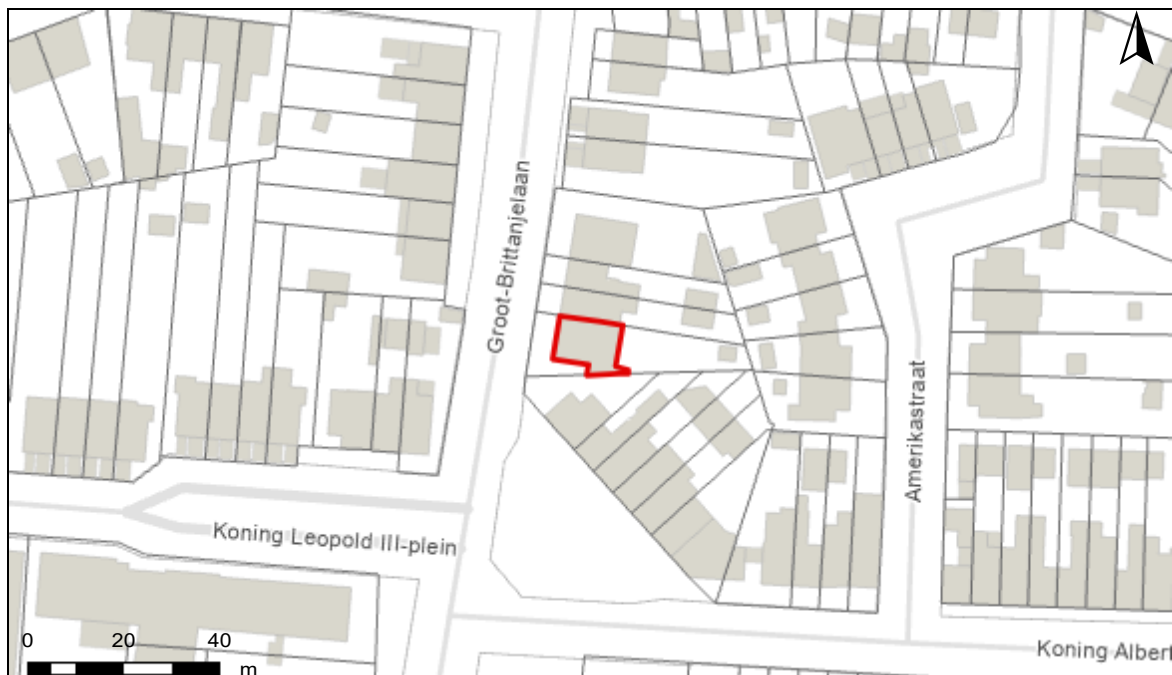 Groot-Brittanjelaan
Amerikastraat
Koning Leopold III-plein
Koning Albert
0 20 40
m